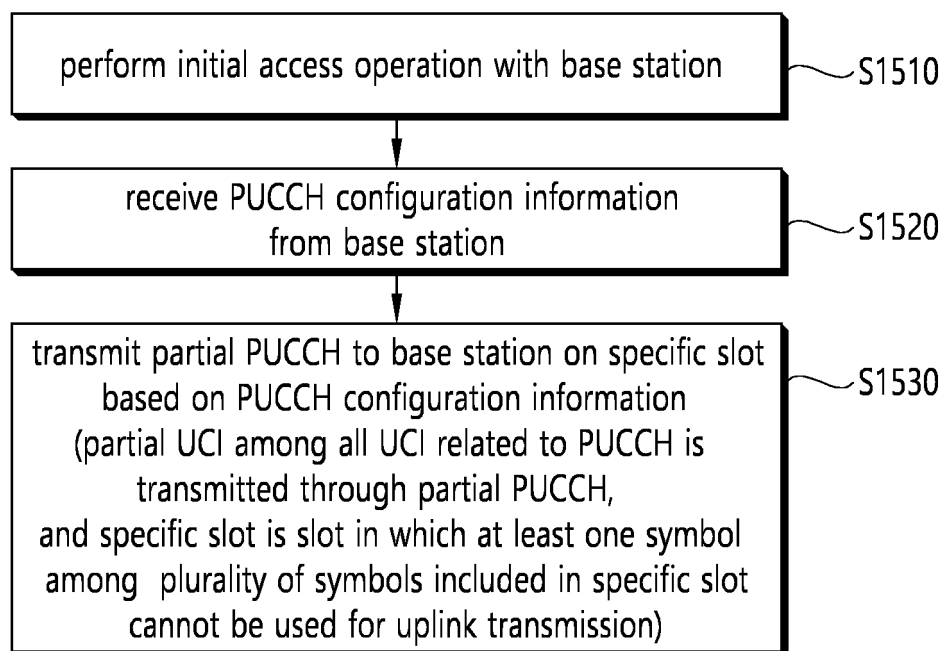 perform initial access operation with base station
S1510
receive PUCCH configuration information
from base station
S1520
transmit partial PUCCH to base station on specific slot
based on PUCCH configuration information
(partial UCI among all UCI related to PUCCH is
transmitted through partial PUCCH,
and specific slot is slot in which at least one symbol
among plurality of symbols included in specific slot
cannot be used for uplink transmission)
S1530